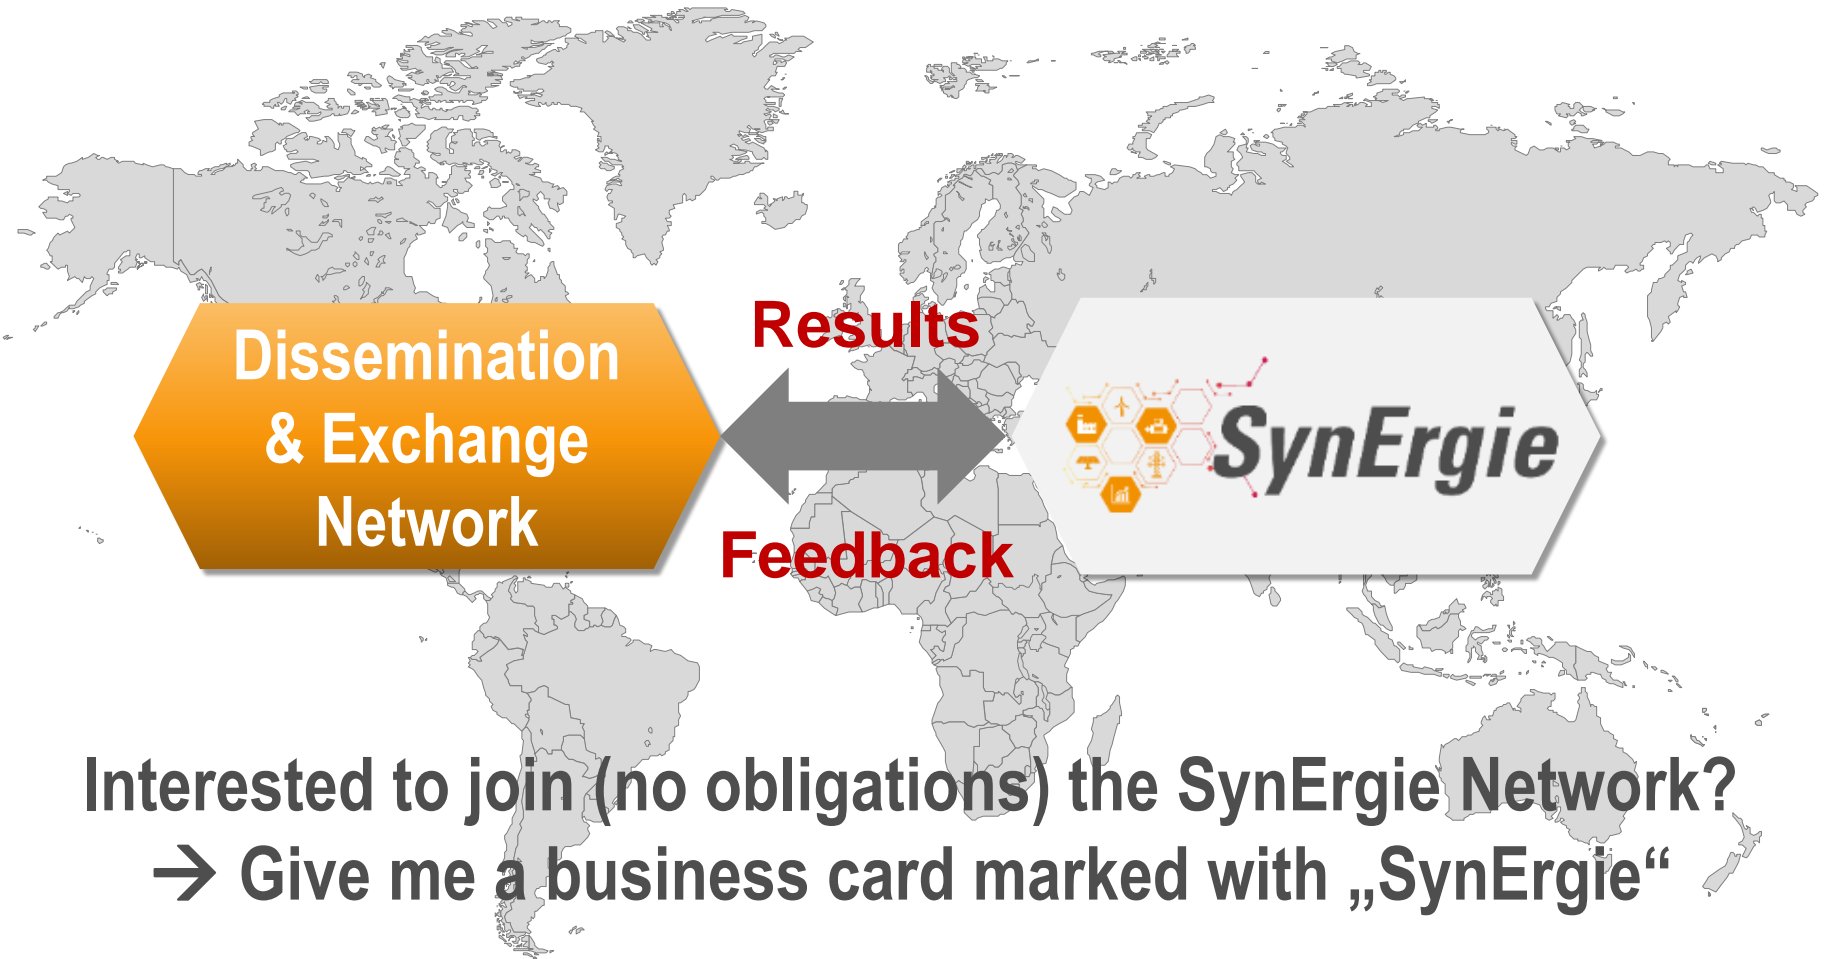 Dissemination
& Exchange
Network
Results
Feedback
SynErgie
Interested to join (no obligations) the SynErgie Network?
→ Give me a business card marked with „SynErgie“